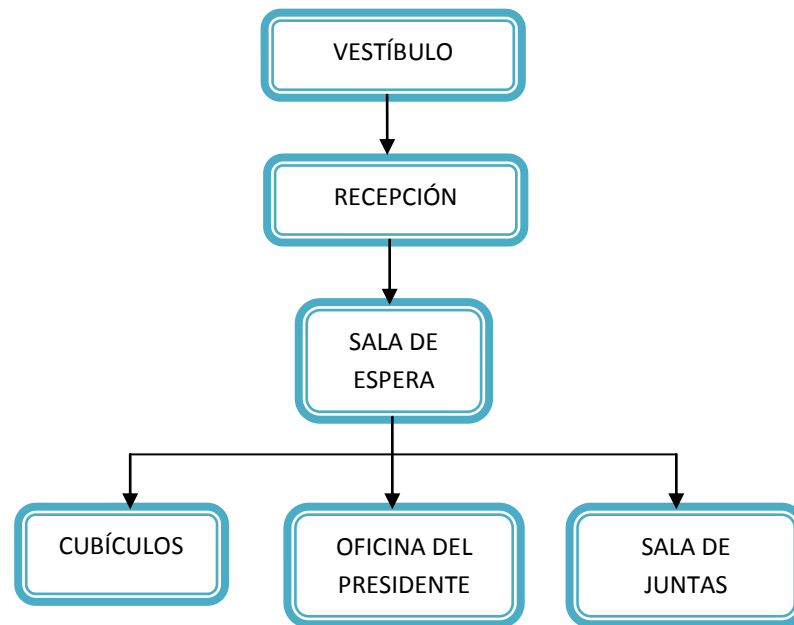 VESTÍBULO
RECEPCIÓN
SALA DE
ESPERA
CUBÍCULOS
OFICINA DEL
PRESIDENTE
SALA DE
JUNTAS